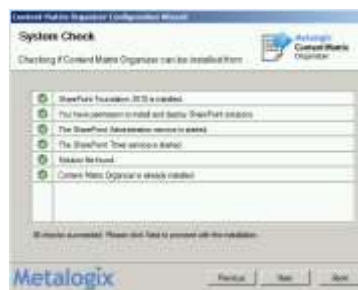 Content Matrix Organizer Configuration Wizard
System Check
Metalogix
Content Matrix
Organizer
Checking if Content Matrix Organizer can be installed
SharePoint Foundation 2010 is installed.
You have permission to install and deploy SharePoint solutions.
The SharePoint Administration service is started.
The SharePoint Timer service is started.
Solution file found.
Content Matrix Organizer is already installed.
checks succeeded. Please click Next to proceed with the installation.
Metalogix
Previous
Next
Abort